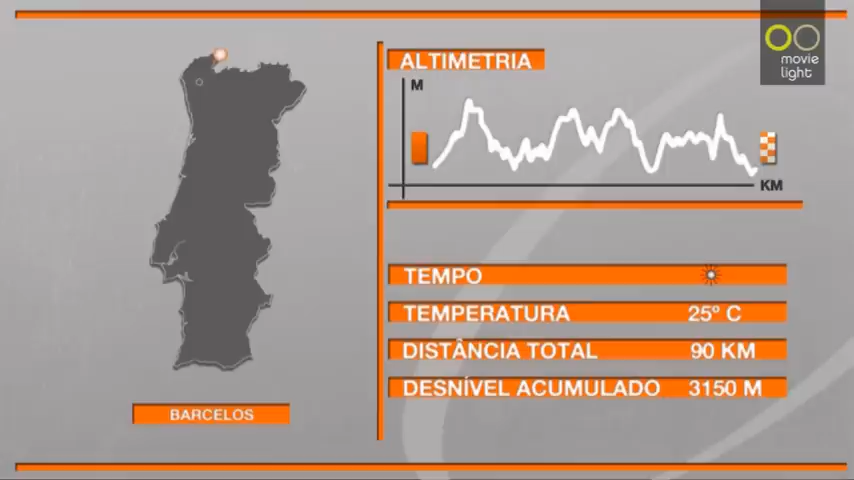 movie
light
ALTIMETRIA
M
KM
TEMPO
TEMPERATURA 25º C
DISTÂNCIA TOTAL 90 KM
DESNÍVEL ACUMULADO 3150 M
BARCELOS